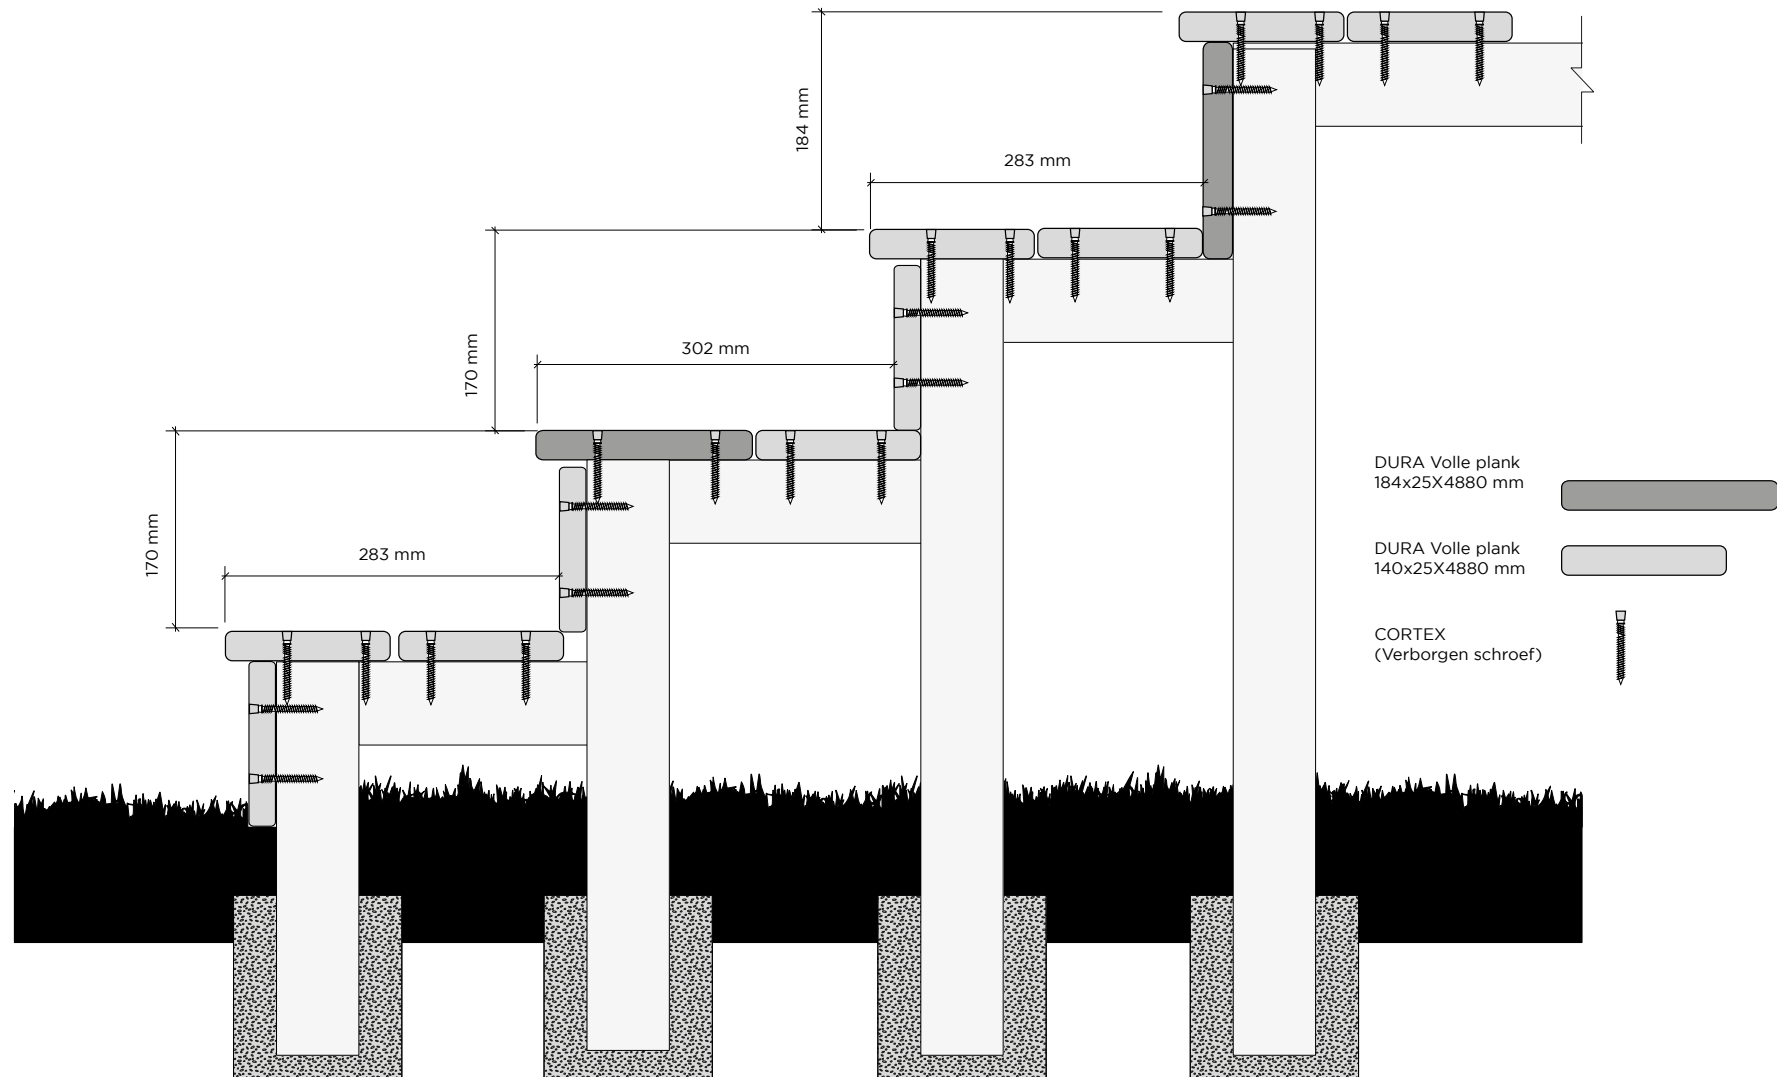 184 mm
283 mm
170 mm
302 mm
170 mm
283 mm
DURA Volle plank
184x25X4880 mm
DURA Volle plank
140x25X4880 mm
CORTEX
(Verborgen schroef)